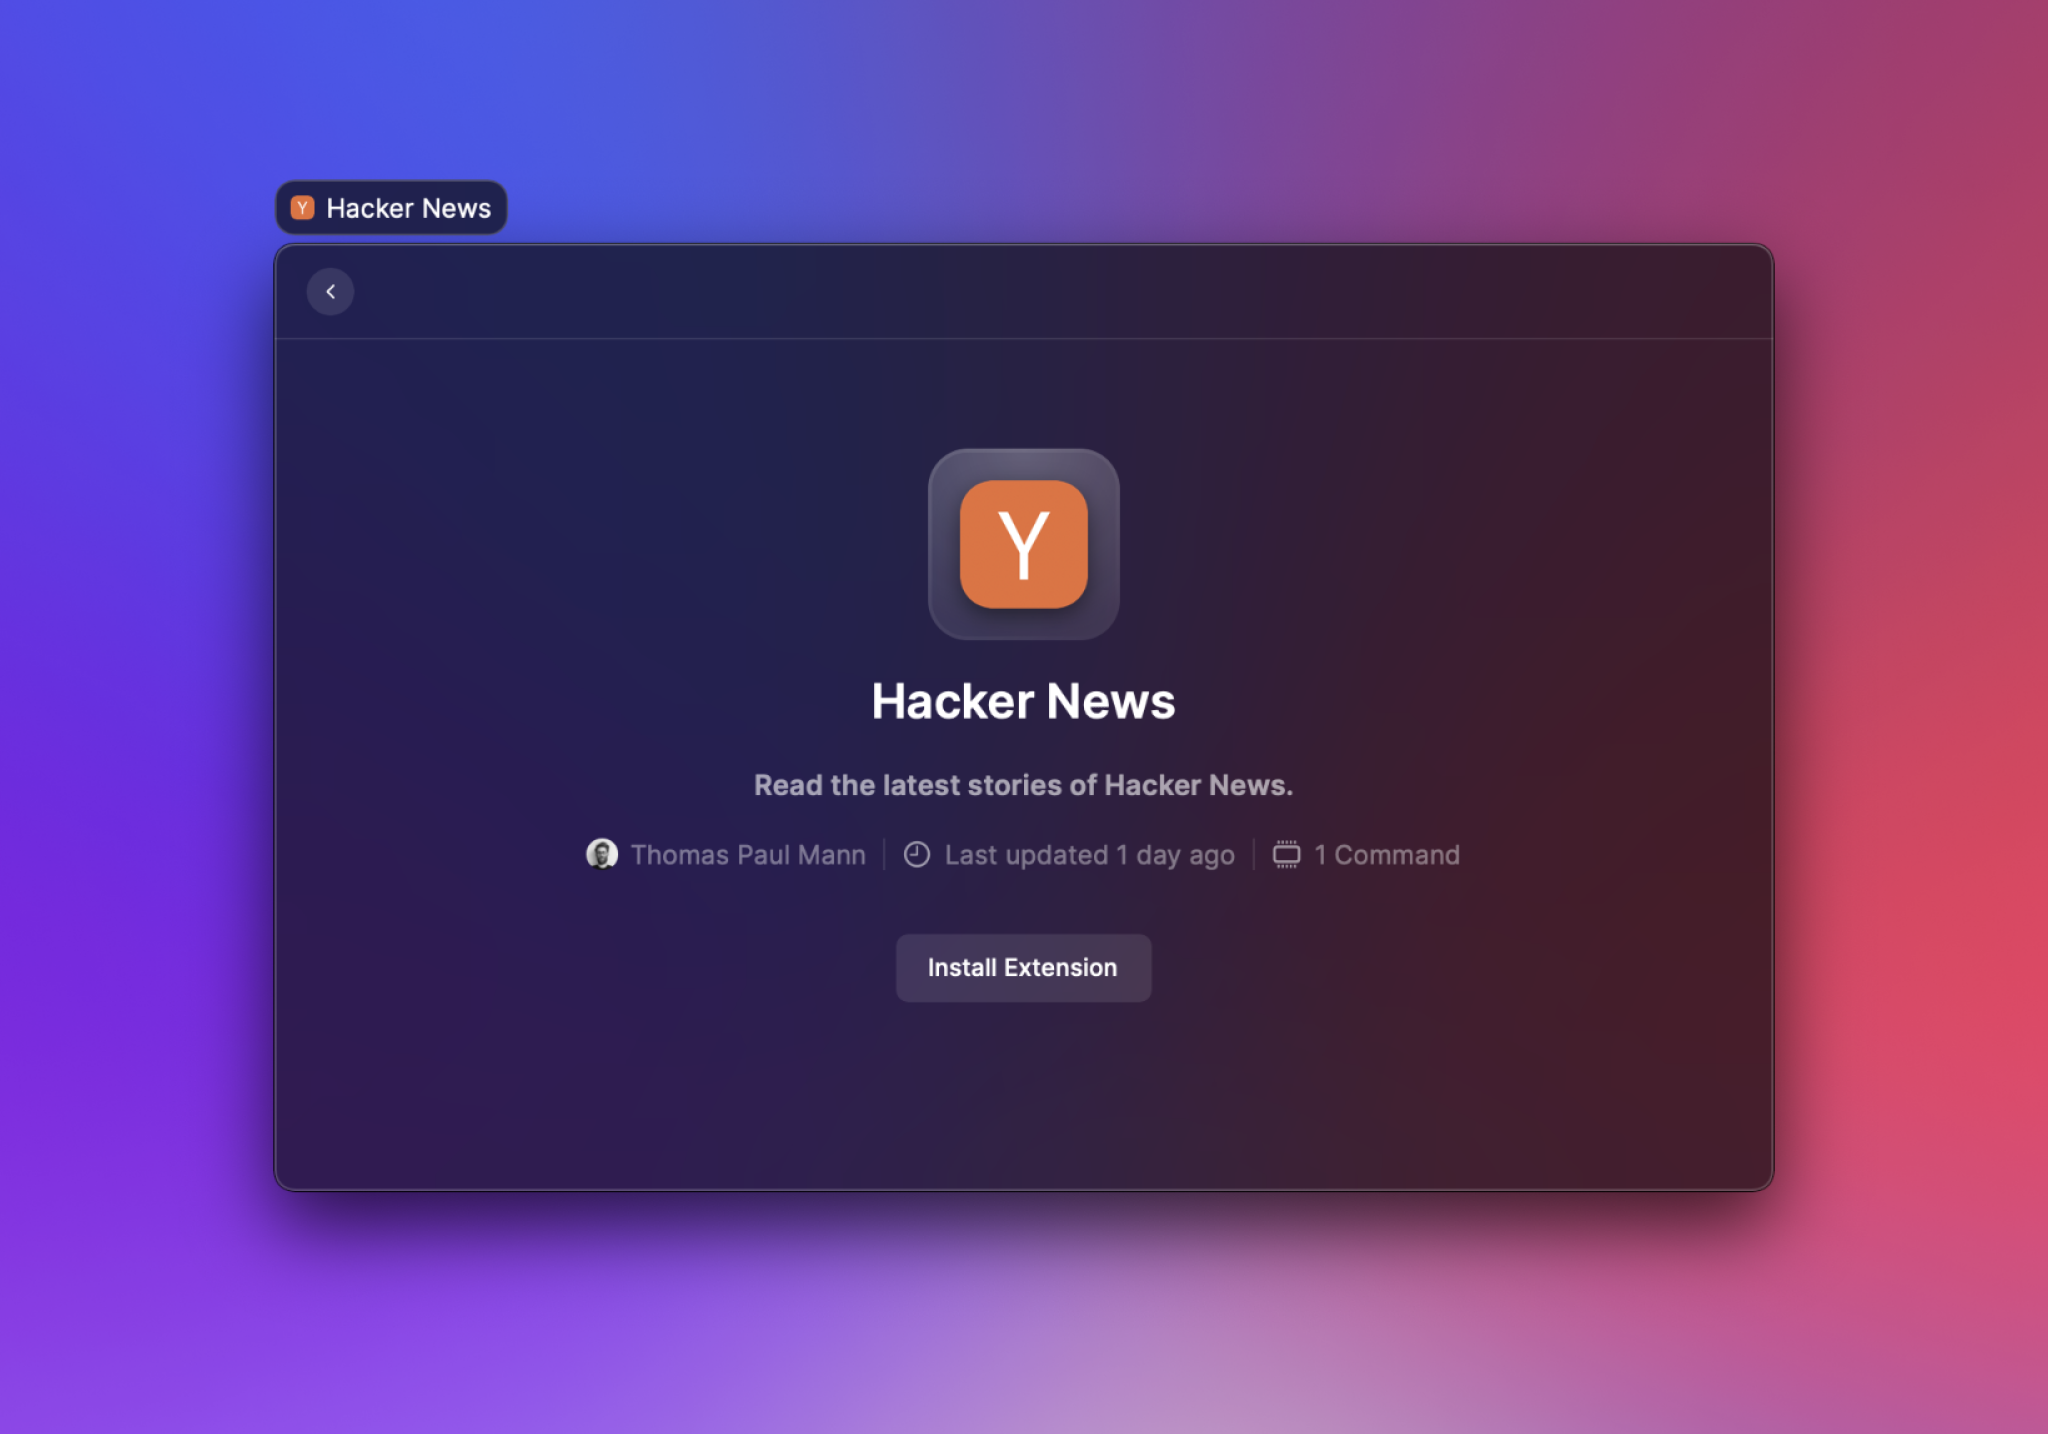 Y Hacker News
Y
Hacker News
Read the latest stories of Hacker News.
Thomas Paul Mann Last updated 1 day ago 1 Command
Install Extension